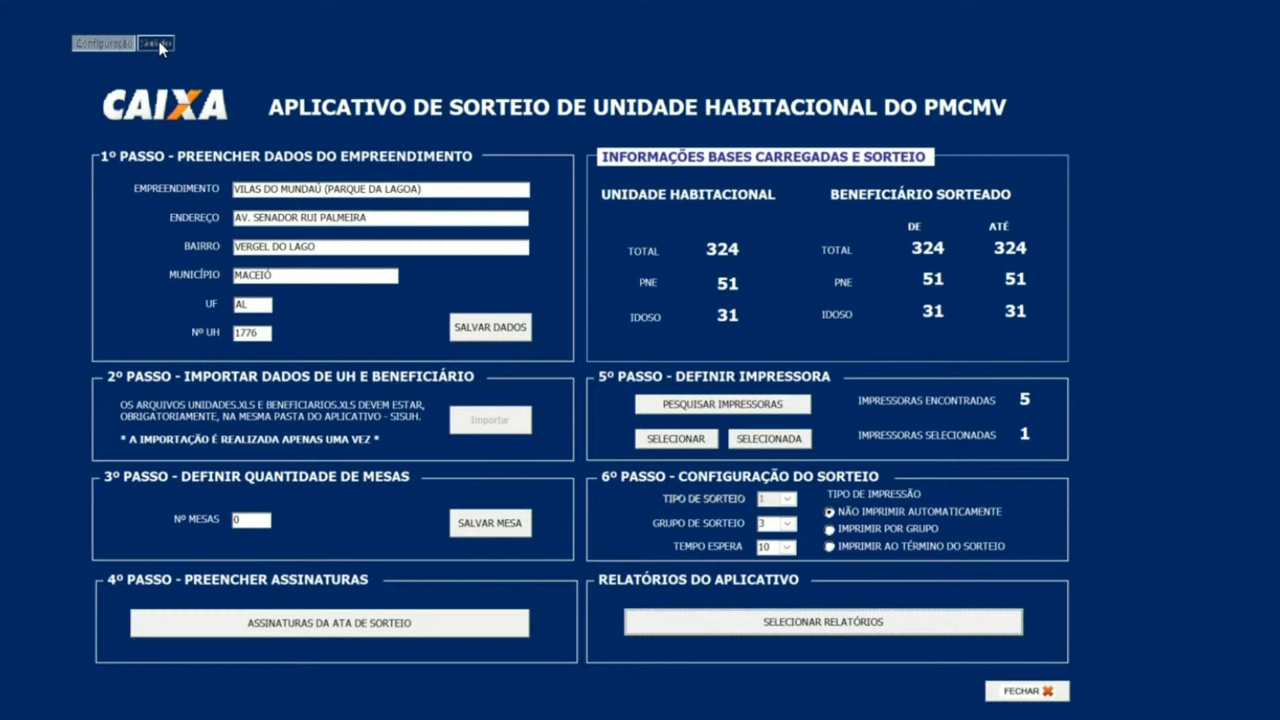 Configuração
CAIXA
APLICATIVO DE SORTEIO DE UNIDADE HABITACIONAL DO PMCMV
1º PASSO - PREENCHER DADOS DO EMPREENDIMENTO
EMPREENDIMENTO VILAS DO MUNDAÚ (PARQUE DA LAGOA)
ENDEREÇO AV. SENADOR RUI PALMEIRA
BAIRRO VERGEL DO LAGO
MUNICÍPIO MACEIÓ
UF AL
Nº UH 1776
SALVAR DADOS
INFORMAÇÕES BASES CARREGADAS E SORTEIO
UNIDADE HABITACIONAL
TOTAL 324
PNE 51
IDOSO 31
BENEFICIÁRIO SORTEADO
DE ATÉ
TOTAL 324 324
PNE 51 51
IDOSO 31 31
2º PASSO - IMPORTAR DADOS DE UH E BENEFICIÁRIO
OS ARQUIVOS UNIDADES.XLS E BENEFICIARIOS.XLS DEVEM ESTAR,
OBRIGATORIAMENTE, NA MESMA PASTA DO APLICATIVO - SISUH.
* A IMPORTAÇÃO É REALIZADA APENAS UMA VEZ *
Importar
5º PASSO - DEFINIR IMPRESSORA
PESQUISAR IMPRESSORAS
SELECIONAR SELECIONADA
IMPRESSORAS ENCONTRADAS 5
IMPRESSORAS SELECIONADAS 1
3º PASSO - DEFINIR QUANTIDADE DE MESAS
Nº MESAS 0
SALVAR MESA
6º PASSO - CONFIGURAÇÃO DO SORTEIO
TIPO DE SORTEIO 1
GRUPO DE SORTEIO 3
TEMPO ESPERA 10
TIPO DE IMPRESSÃO
NÃO IMPRIMIR AUTOMATICAMENTE
IMPRIMIR POR GRUPO
IMPRIMIR AO TÉRMINO DO SORTEIO
4º PASSO - PREENCHER ASSINATURAS
ASSINATURAS DA ATA DE SORTEIO
RELATÓRIOS DO APLICATIVO
SELECIONAR RELATÓRIOS
FECHAR